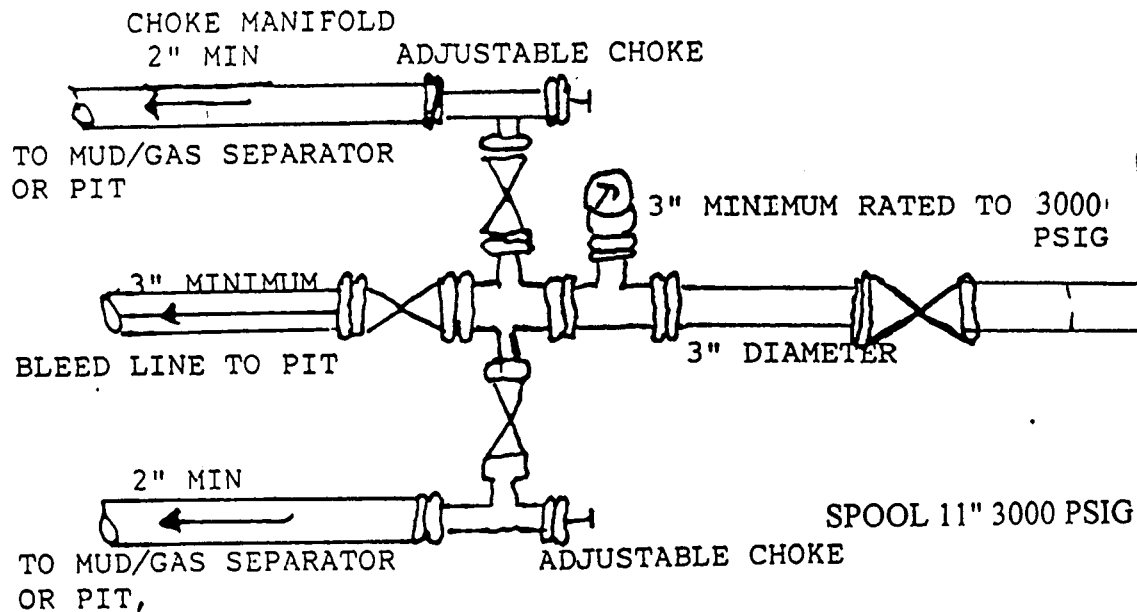 CHOKE MANIFOLD
2" MIN
ADJUSTABLE CHOKE
TO MUD/GAS SEPARATOR
OR PIT
3" MINIMUM RATED TO 3000
PSIG
3" MINIMUM
3" DIAMETER
BLEED LINE TO PIT
2" MIN
SPOOL 11" 3000 PSIG
ADJUSTABLE CHOKE
TO MUD/GAS SEPARATOR
OR PIT,